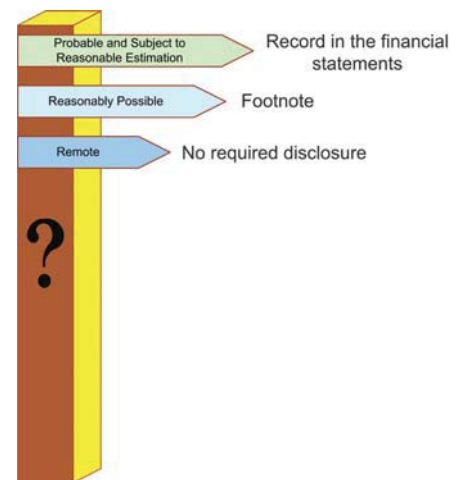 Probable and Subject to
Reasonable Estimation
Record in the financial
statements
Reasonably Possible
Footnote
Remote
No required disclosure
?